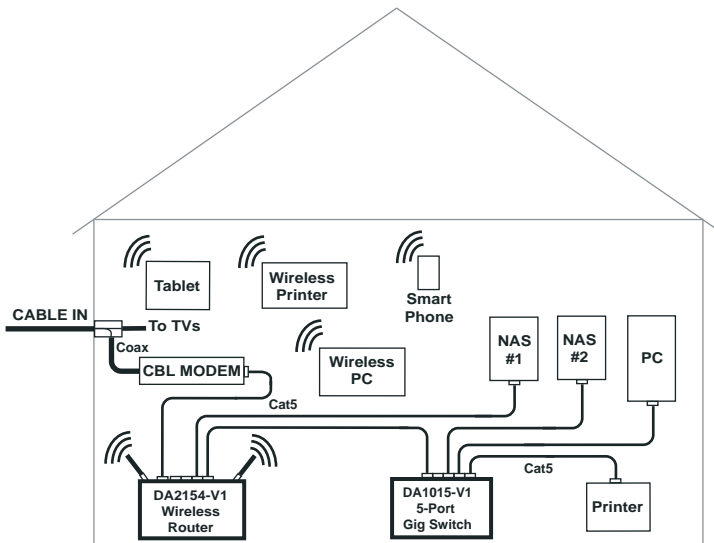 Tablet
Wireless
Printer
Smart
Phone
CABLE IN
To TVs
Coax
CBL MODEM
Wireless
PC
NAS
#1
NAS
#2
PC
Cat5
DA2154-V1
Wireless
Router
DA1015-V1
5-Port
Gig Switch
Cat5
Printer